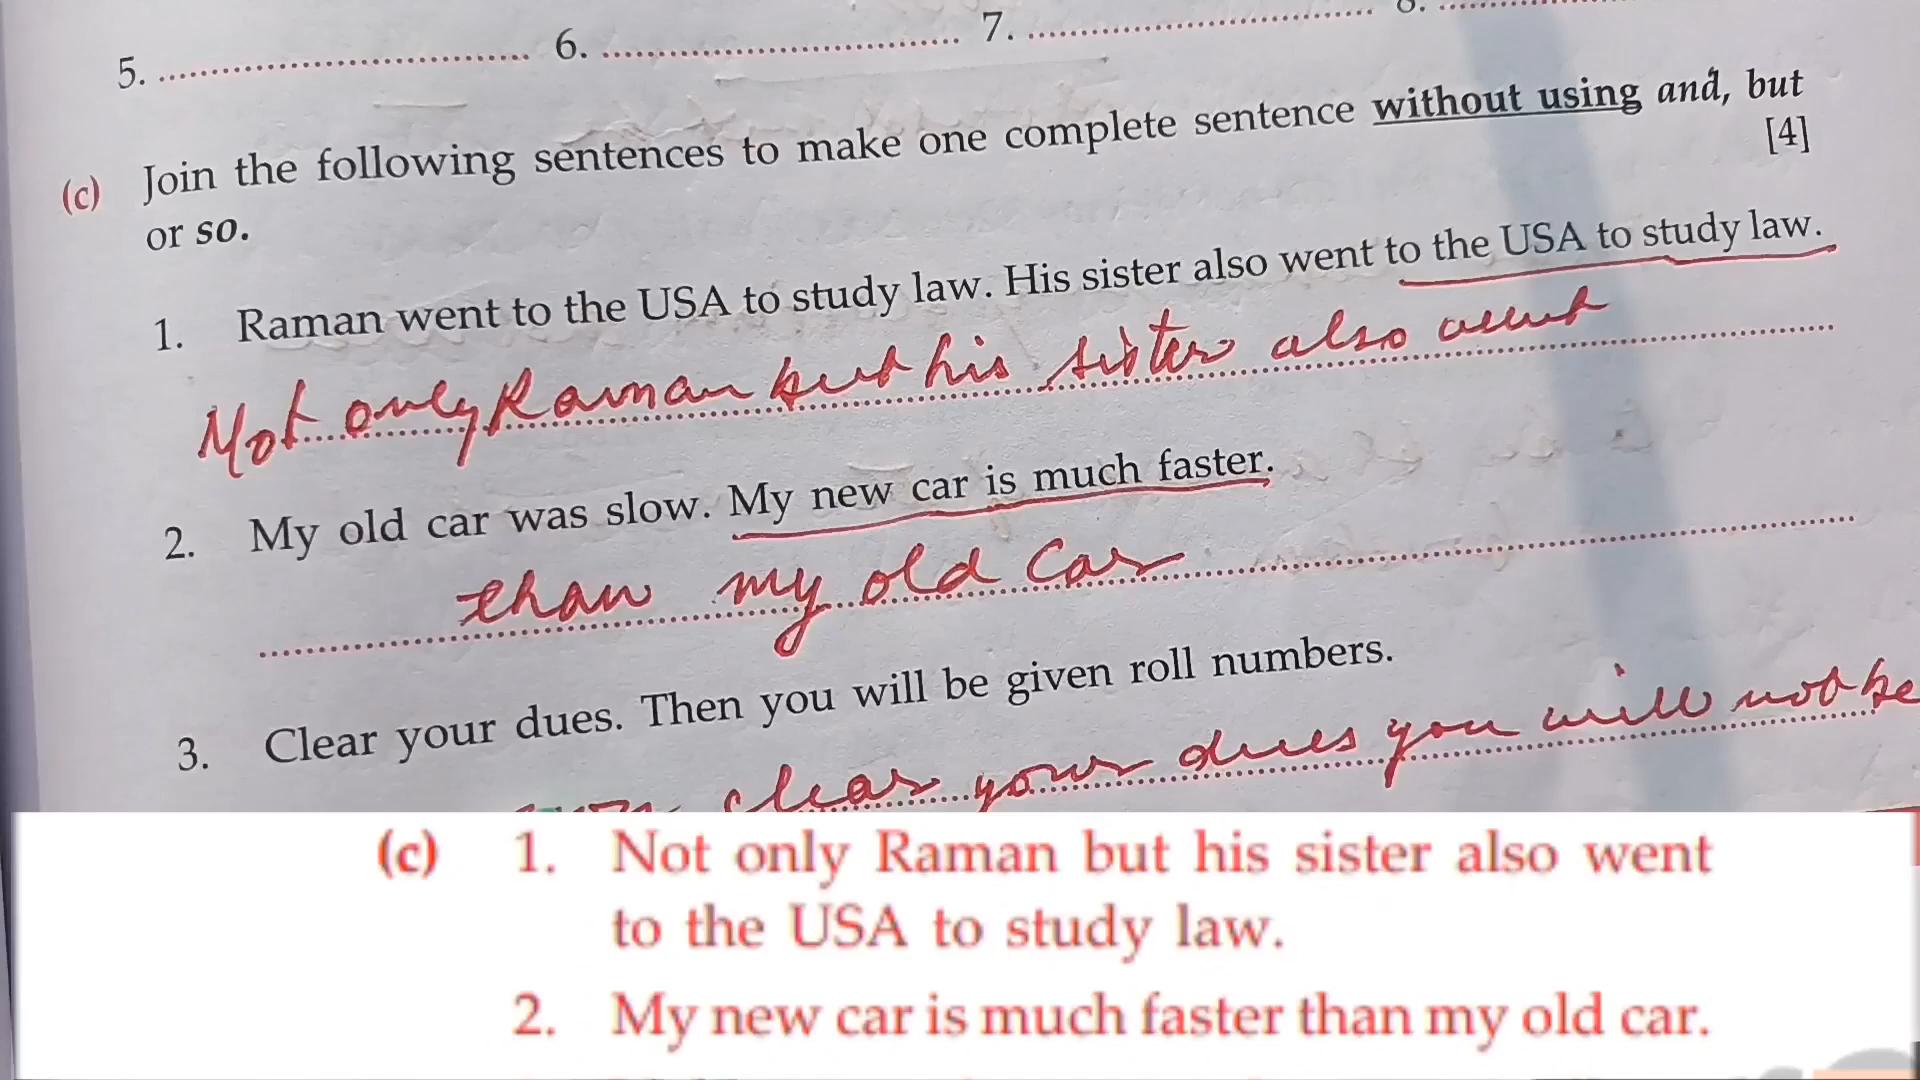 5. 6. 7. 8.
(c) Join the following sentences to make one complete sentence without using and, but
or so. [4]
1. Raman went to the USA to study law. His sister also went to the USA to study law.
Not only Raman but his sister also went
2. My old car was slow. My new car is much faster.
than my old car
3. Clear your dues. Then you will be given roll numbers.
clear your dues you will not be
(c) 1. Not only Raman but his sister also went
to the USA to study law.
2. My new car is much faster than my old car.